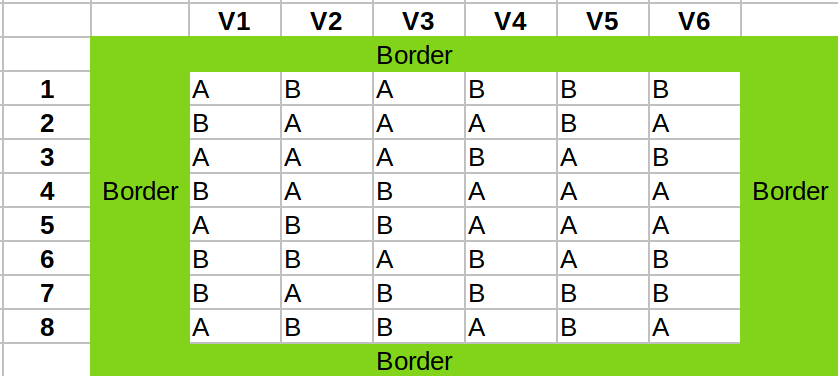 V1 V2 V3 V4 V5 V6
Border
1 A B A B B B
2 B A A A B A
3 A A A B A B
4 Border B A B A A A Border
5 A B B A A A
6 B B A B A B
7 B A B B B B
8 A B B A B A
Border